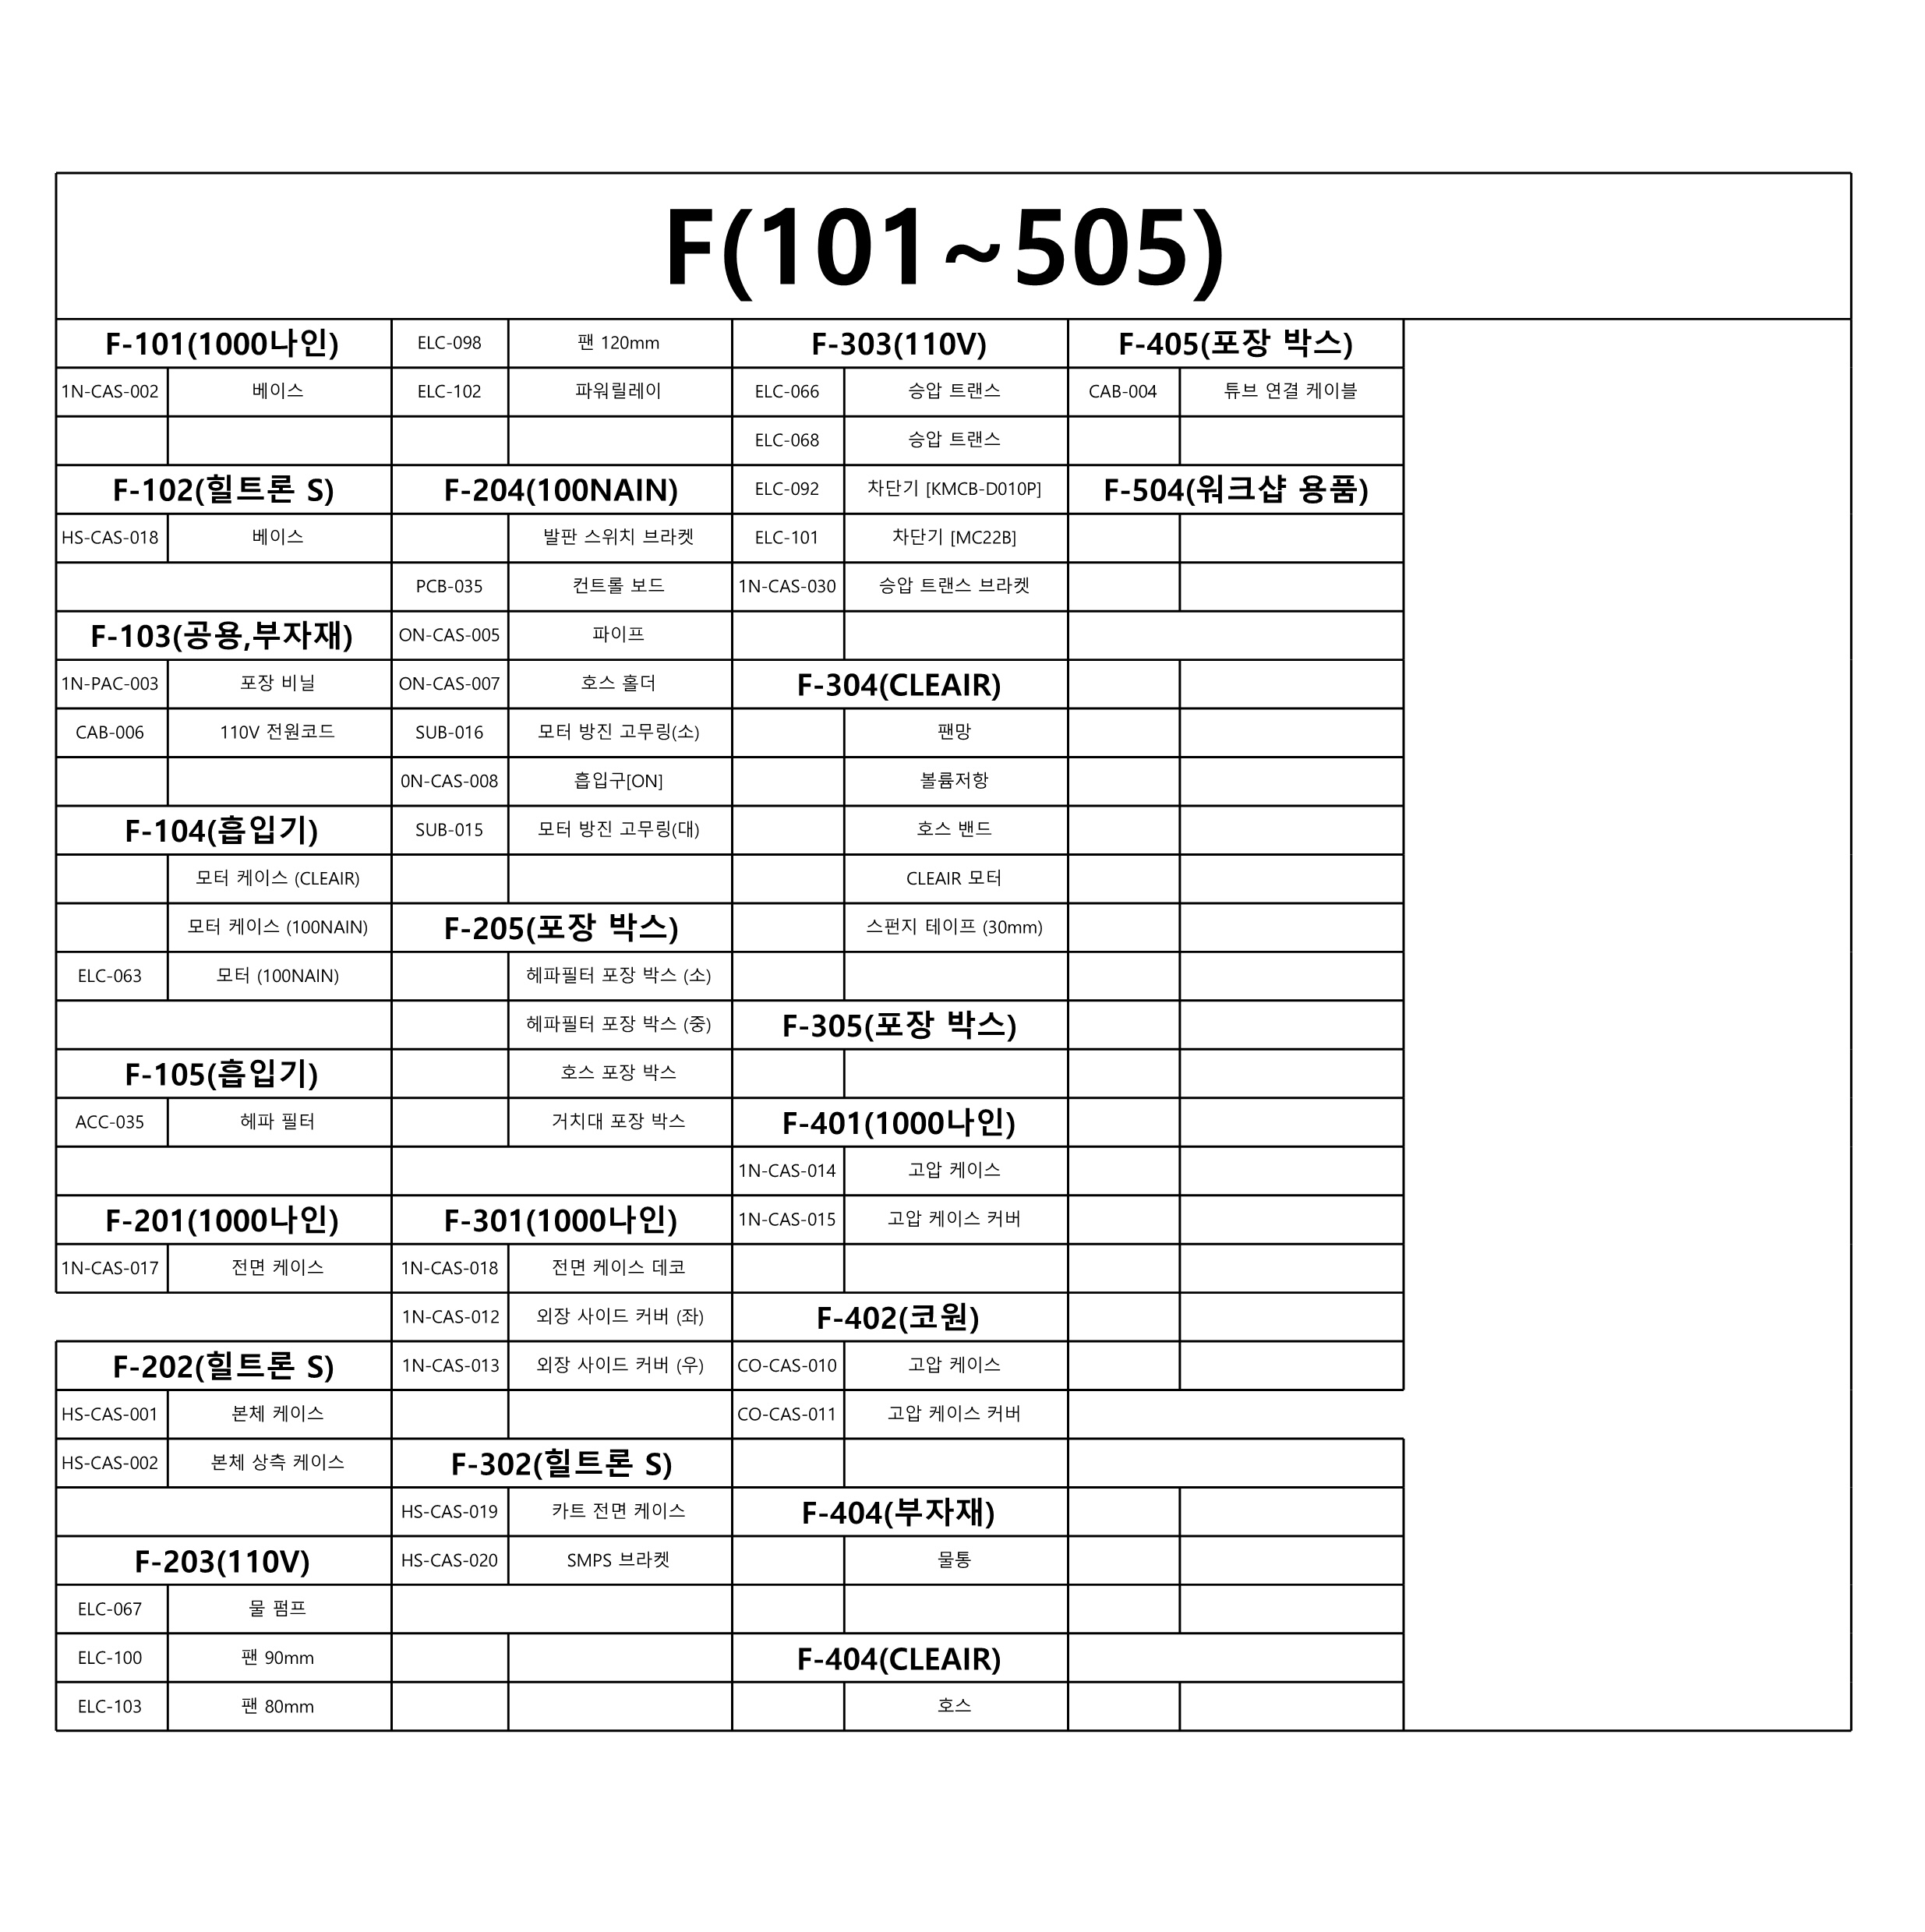 F(101~505)
F-101(1000나인)
1N-CAS-002 베이스
F-102(힐트론 S)
HS-CAS-018 베이스
F-103(공용,부자재)
1N-PAC-003 포장 비닐
CAB-006 110V 전원코드
F-104(흡입기)
모터 케이스 (CLEAIR)
모터 케이스 (100NAIN)
ELC-063 모터 (100NAIN)
F-105(흡입기)
ACC-035 헤파 필터
F-201(1000나인)
1N-CAS-017 전면 케이스
F-202(힐트론 S)
HS-CAS-001 본체 케이스
HS-CAS-002 본체 상측 케이스
F-203(110V)
ELC-067 물 펌프
ELC-100 팬 90mm
ELC-103 팬 80mm
ELC-098 팬 120mm
ELC-102 파워릴레이
F-204(100NAIN)
발판 스위치 브라켓
PCB-035 컨트롤 보드
ON-CAS-005 파이프
ON-CAS-007 호스 홀더
SUB-016 모터 방진 고무링(소)
0N-CAS-008 흡입구[ON]
SUB-015 모터 방진 고무링(대)
F-205(포장 박스)
헤파필터 포장 박스 (소)
헤파필터 포장 박스 (중)
호스 포장 박스
거치대 포장 박스
F-301(1000나인)
1N-CAS-018 전면 케이스 데코
1N-CAS-012 외장 사이드 커버 (좌)
1N-CAS-013 외장 사이드 커버 (우)
F-302(힐트론 S)
HS-CAS-019 카트 전면 케이스
HS-CAS-020 SMPS 브라켓
F-303(110V)
ELC-066 승압 트랜스
ELC-068 승압 트랜스
ELC-092 차단기 [KMCB-D010P]
ELC-101 차단기 [MC22B]
1N-CAS-030 승압 트랜스 브라켓
F-304(CLEAIR)
팬망
볼륨저항
호스 밴드
CLEAIR 모터
스펀지 테이프 (30mm)
F-305(포장 박스)
F-401(1000나인)
1N-CAS-014 고압 케이스
1N-CAS-015 고압 케이스 커버
F-402(코원)
CO-CAS-010 고압 케이스
CO-CAS-011 고압 케이스 커버
F-404(부자재)
물통
F-404(CLEAIR)
호스
F-405(포장 박스)
CAB-004 튜브 연결 케이블
F-504(워크샵 용품)